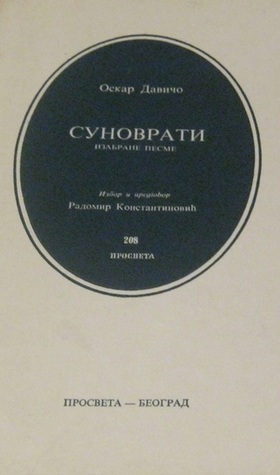 Оскар Давичо
СУНОВРАТИ
ИЗАБРАНЕ ПЕСМЕ
Избор и предговор
Радомир Константиновић
208
ПРОСВЕТА
ПРОСВЕТА — БЕОГРАД